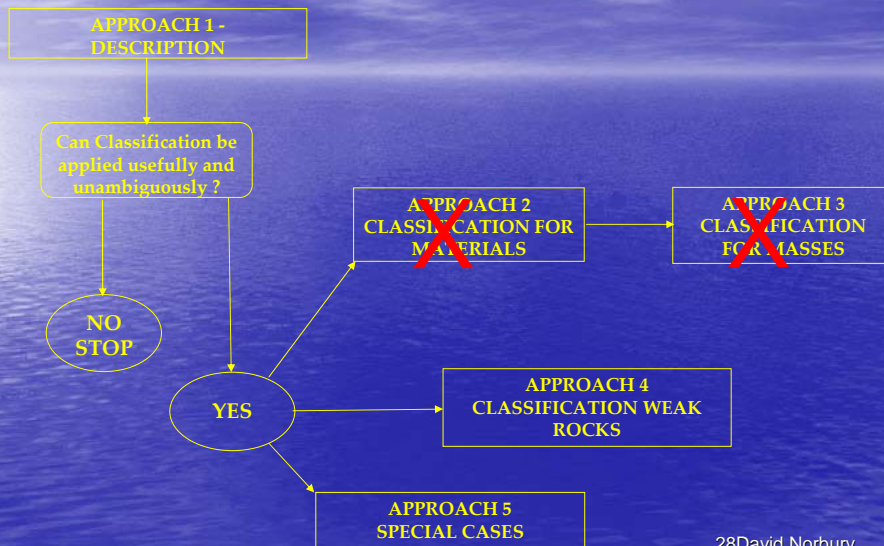 APPROACH 1 -
DESCRIPTION
Can Classification be
applied usefully and
unambiguously ?
APPROACH 2
CLASSIFICATION FOR
MATERIALS
APPROACH 3
CLASSIFICATION
FOR MASSES
NO
STOP
YES
APPROACH 4
CLASSIFICATION WEAK
ROCKS
APPROACH 5
SPECIAL CASES
28David Norbury